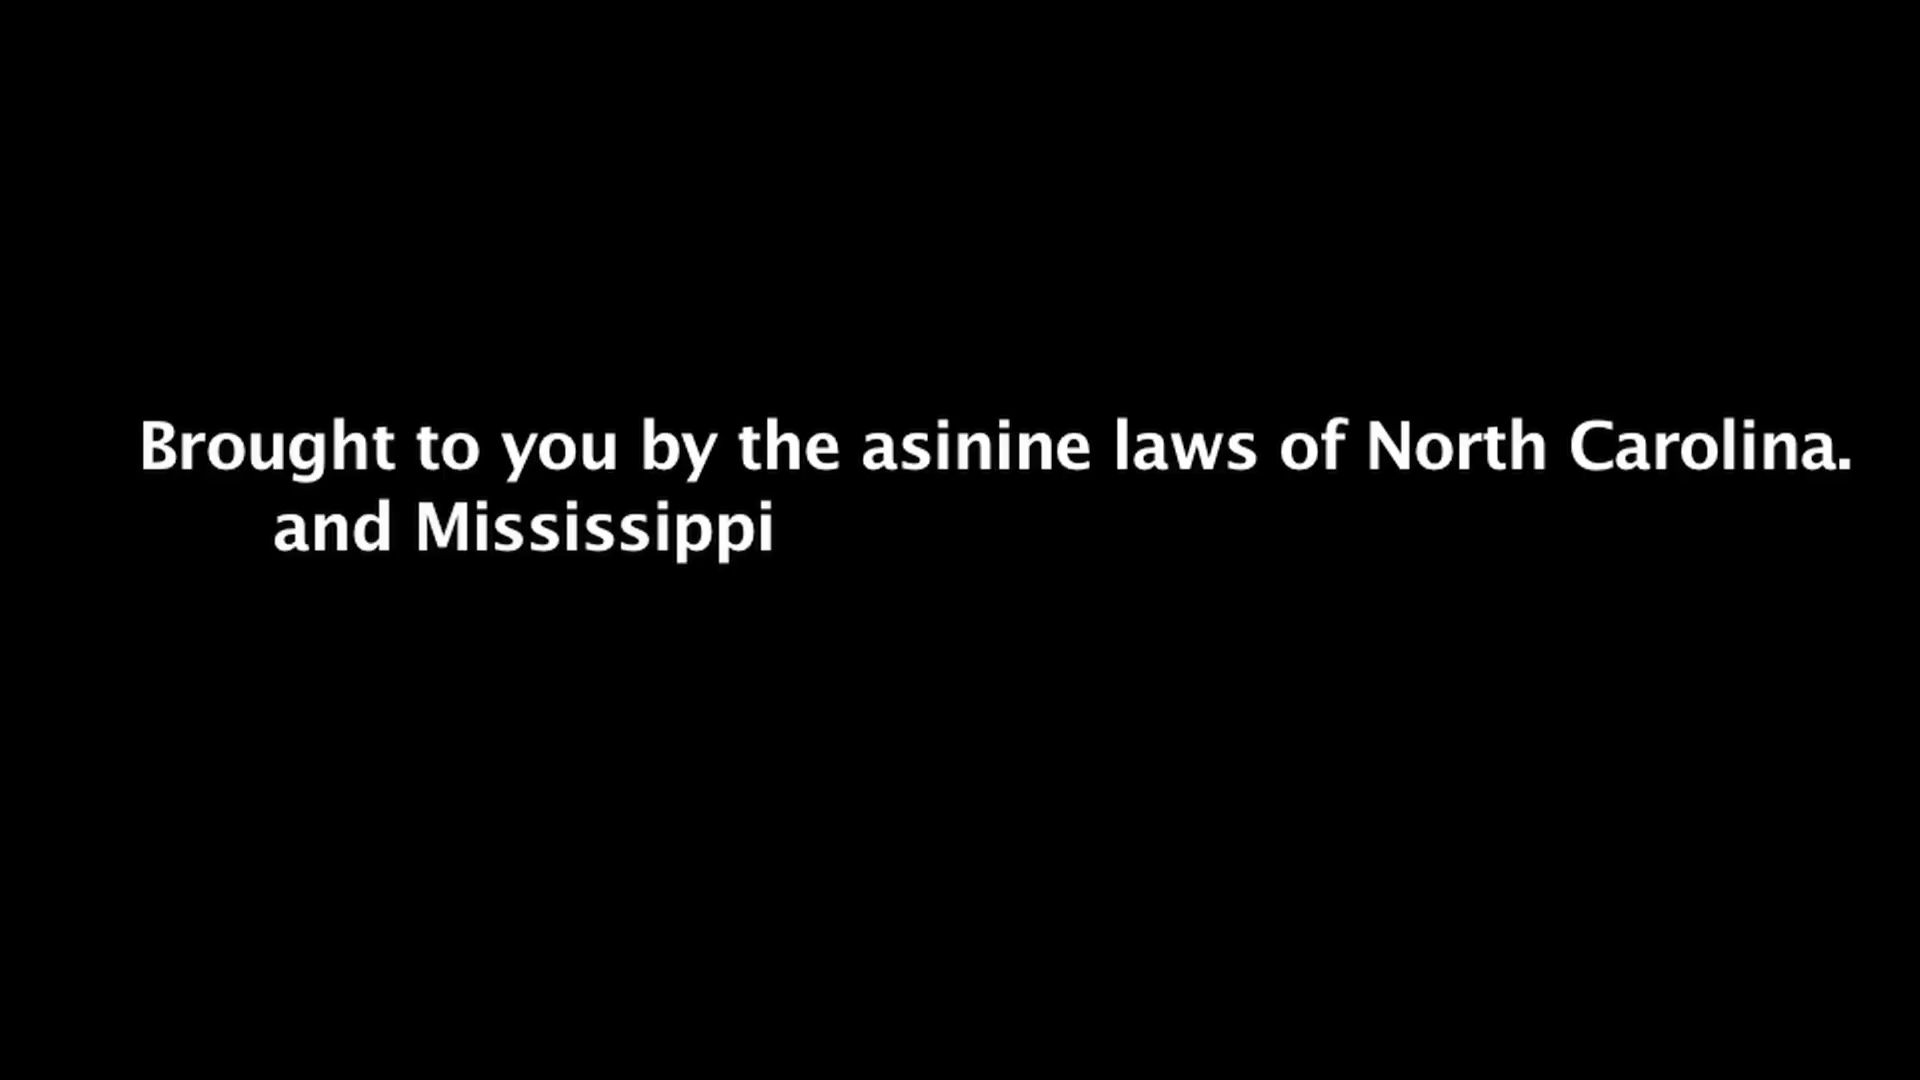 Brought to you by the asinine laws of North Carolina.
and Mississippi